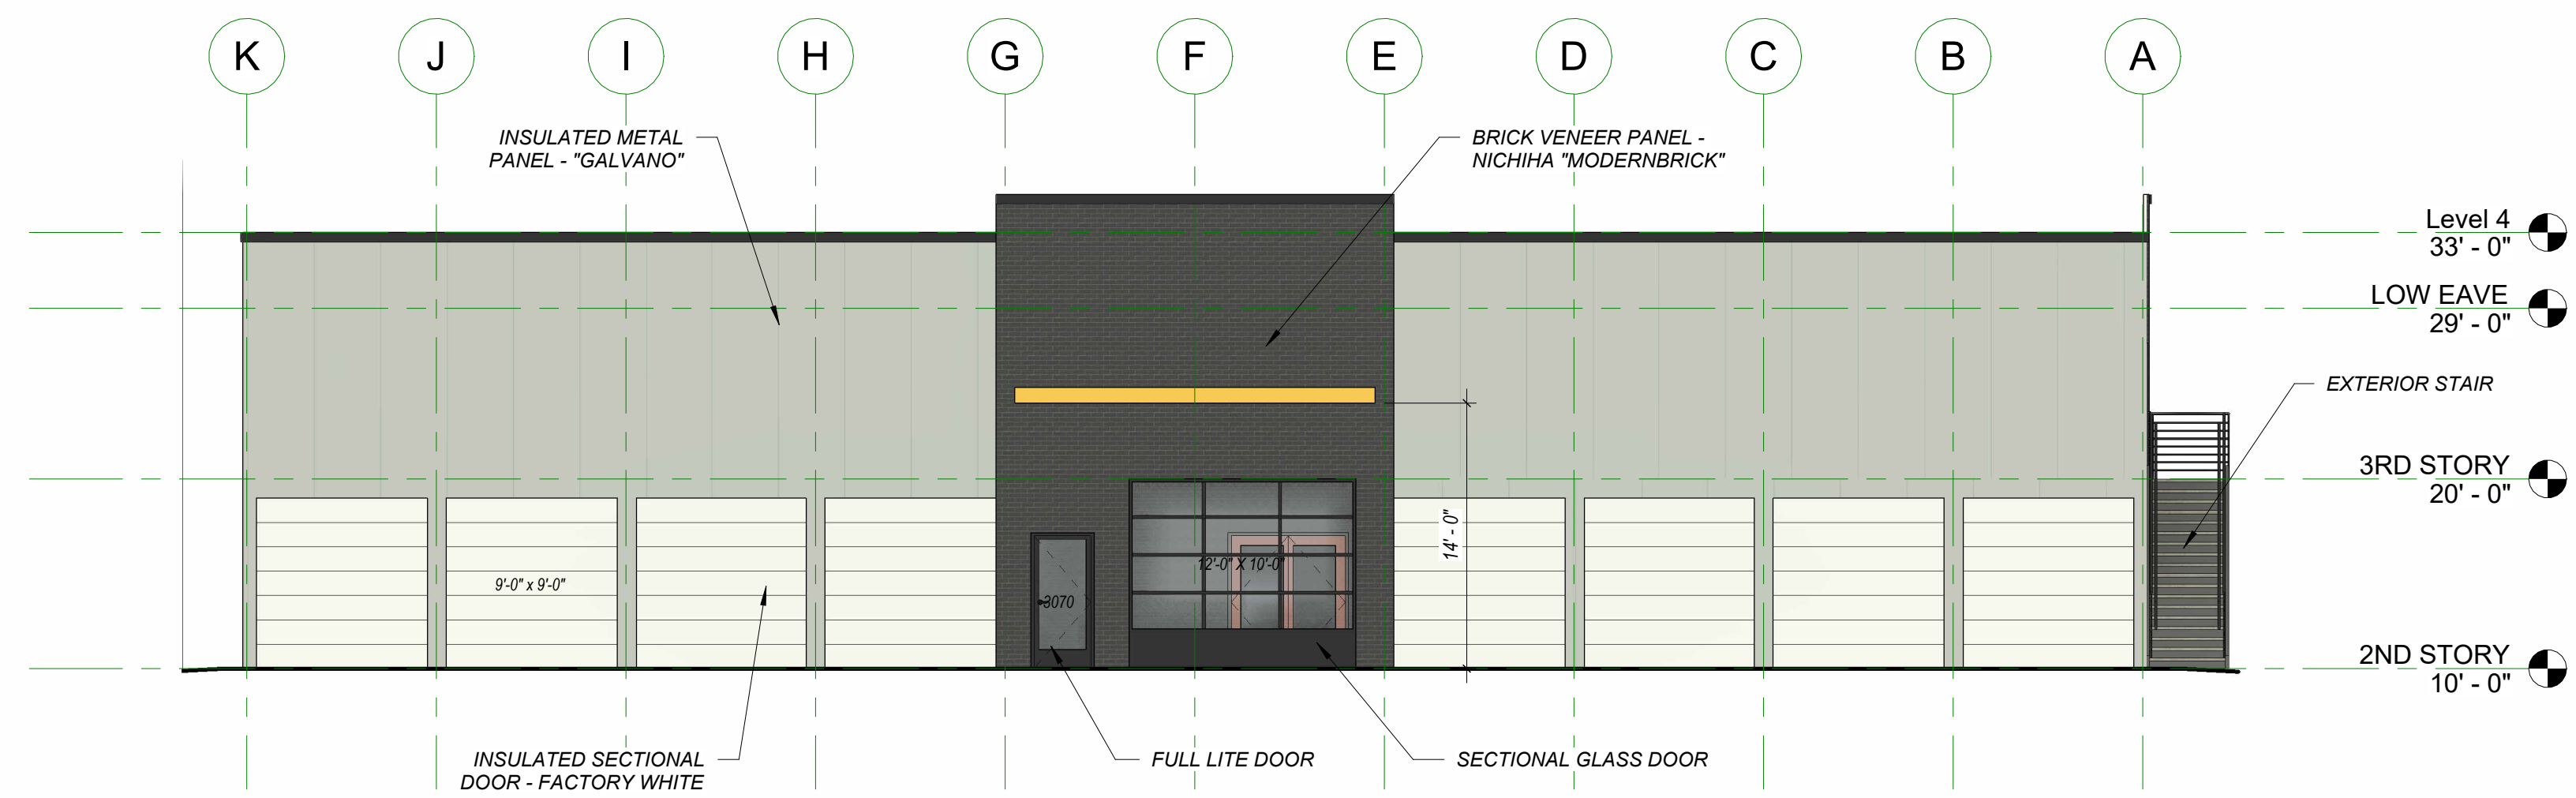 K J I H G F E D C B A
INSULATED METAL
PANEL - "GALVANO"
BRICK VENEER PANEL -
NICHIHA "MODERNBRICK"
Level 4
33' - 0"
LOW EAVE
29' - 0"
EXTERIOR STAIR
3RD STORY
20' - 0"
14' - 0"
12'-0" X 10'-0"
9'-0" x 9'-0"
3070
2ND STORY
10' - 0"
INSULATED SECTIONAL
DOOR - FACTORY WHITE
FULL LITE DOOR
SECTIONAL GLASS DOOR